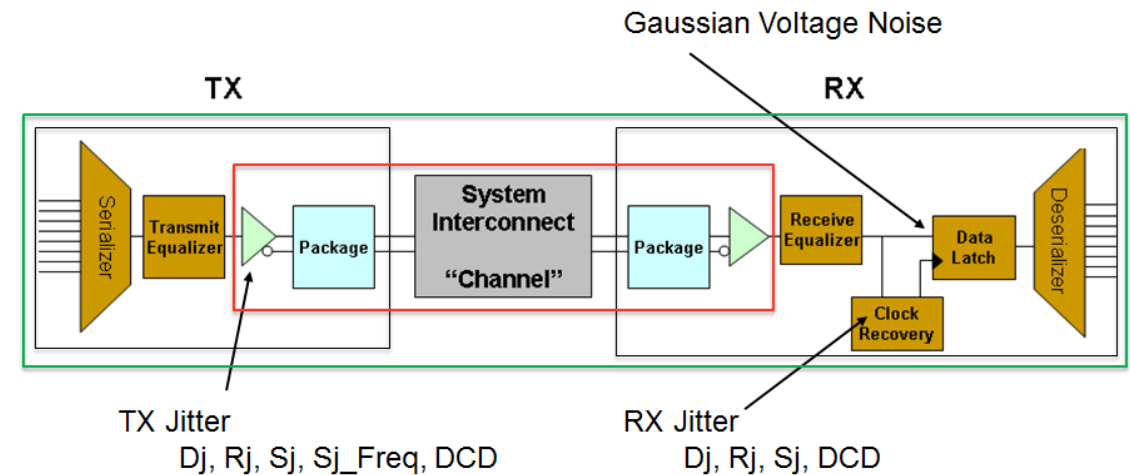 Gaussian Voltage Noise
TX
RX
Serializer
Transmit
Equalizer
Package
System
Interconnect
“Channel”
Package
Receive
Equalizer
Data
Latch
Deserializer
Clock
Recovery
TX Jitter
Dj, Rj, Sj, Sj_Freq, DCD
RX Jitter
Dj, Rj, Sj, DCD